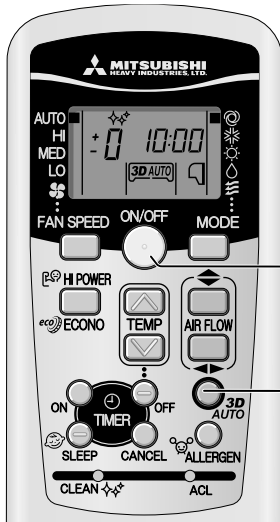 MITSUBISHI
HEAVY INDUSTRIES, LTD.
AUTO
HI
MED
LO
+
-0 10:00
3D AUTO
FAN SPEED ON/OFF MODE
HI POWER
eco ECONO
TEMP
AIR FLOW
ON
TIMER
OFF
3D
AUTO
SLEEP CANCEL ALLERGEN
CLEAN ACL